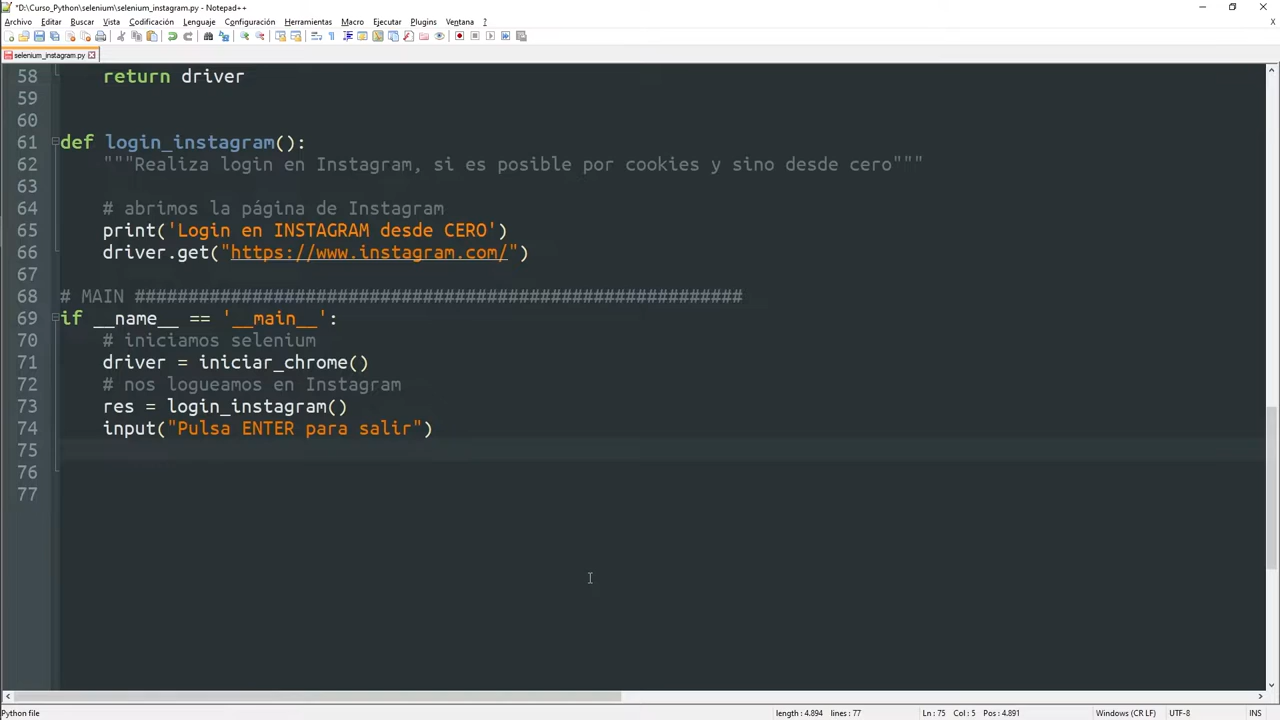 *D:\Curso_Python\selenium\selenium_instagram.py - Notepad++
Archivo Editar Buscar Vista Codificación Lenguaje Configuración Herramientas Macro Ejecutar Plugins Ventana ?
X
selenium_instagram.py
58 return driver
59
60
61 def login_instagram():
62 """Realiza login en Instagram, si es posible por cookies y sino desde cero"""
63
64 # abrimos la página de Instagram
65 print('Login en INSTAGRAM desde CERO')
66 driver.get("https://www.instagram.com/")
67
68 # MAIN #########################################################
69 if __name__ == '__main__':
70 # iniciamos selenium
71 driver = iniciar_chrome()
72 # nos logueamos en Instagram
73 res = login_instagram()
74 input("Pulsa ENTER para salir")
75
76
77
Python file length : 4.894 lines : 77 Ln : 75 Col : 5 Pos : 4.891 Windows (CR LF) UTF-8 INS